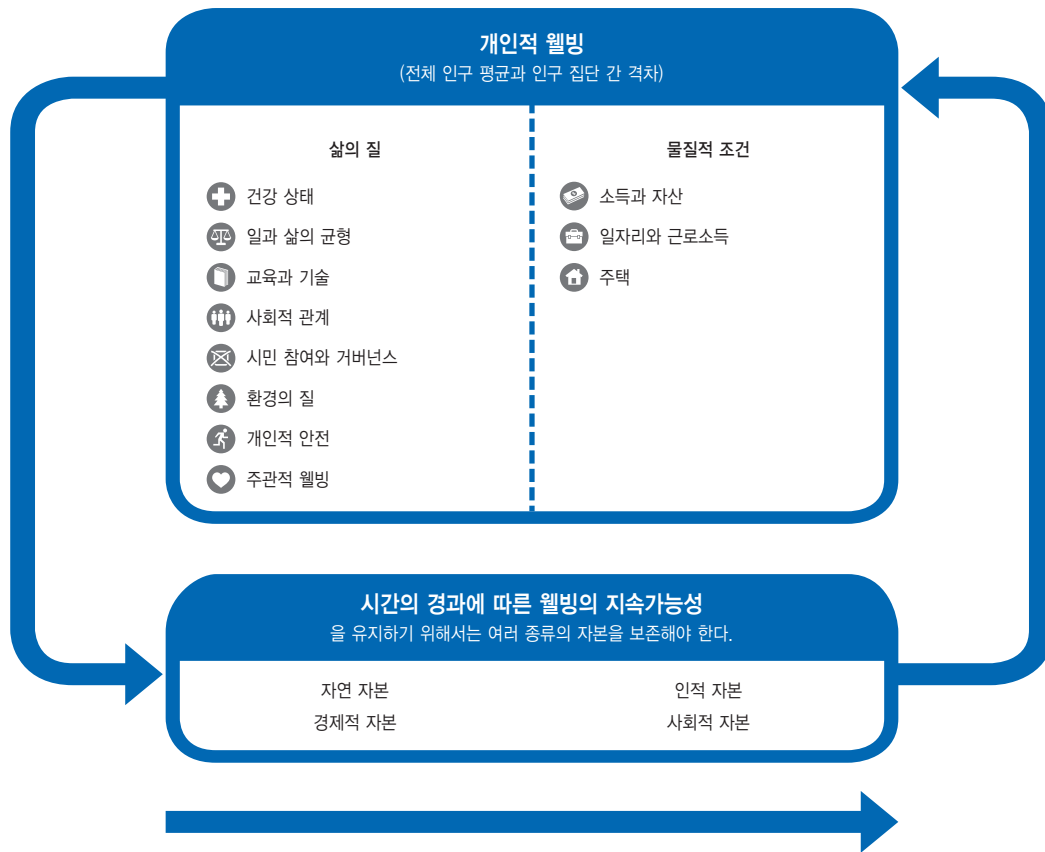 개인적 웰빙
(전체 인구 평균과 인구 집단 간 격차)
삶의 질
건강 상태
일과 삶의 균형
교육과 기술
사회적 관계
시민 참여와 거버넌스
환경의 질
개인적 안전
주관적 웰빙
물질적 조건
소득과 자산
일자리와 근로소득
주택
시간의 경과에 따른 웰빙의 지속가능성
을 유지하기 위해서는 여러 종류의 자본을 보존해야 한다.
자연 자본
경제적 자본
인적 자본
사회적 자본